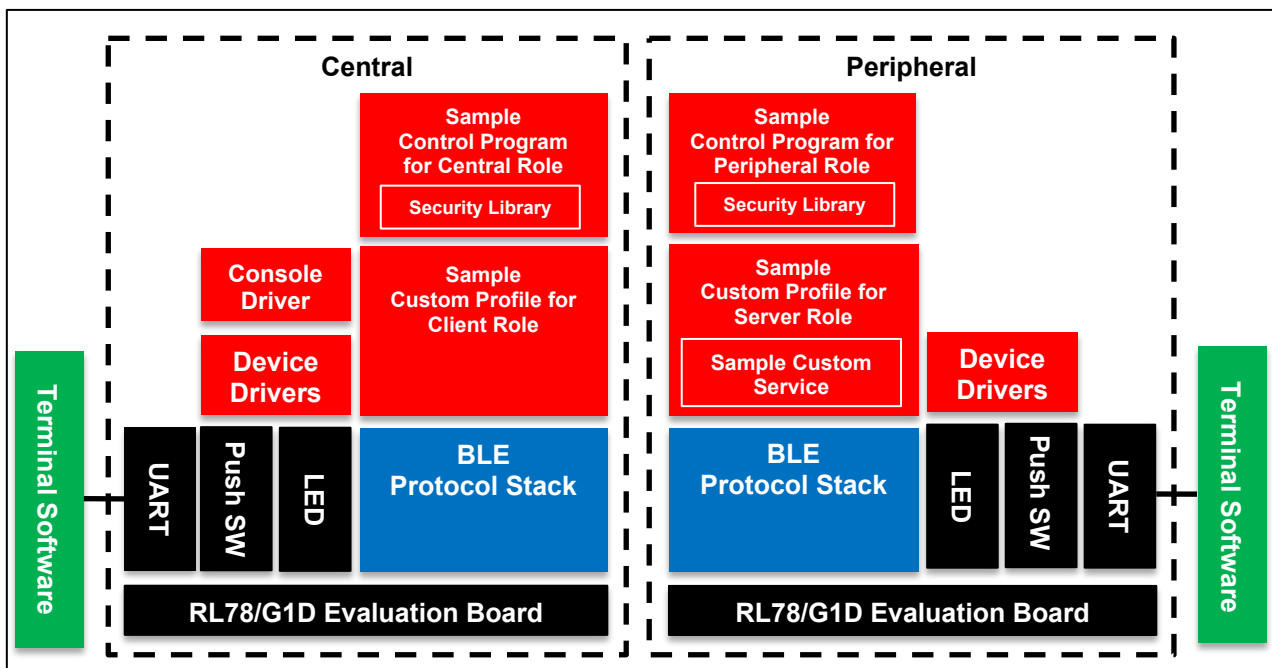 Central
Sample
Control Program
for Central Role
Security Library
Console
Driver
Sample
Custom Profile for
Client Role
Device
Drivers
Terminal Software
UART
Push SW
LED
BLE
Protocol Stack
RL78/G1D Evaluation Board
Peripheral
Sample
Control Program for
Peripheral Role
Security Library
Sample
Custom Profile for
Server Role
Sample Custom
Service
Device
Drivers
BLE
Protocol Stack
LED
Push SW
UART
Terminal Software
RL78/G1D Evaluation Board